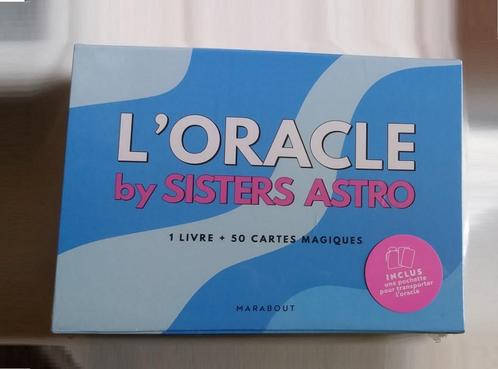 L'ORACLE
by SISTERS ASTRO
1 LIVRE + 50 CARTES MAGIQUES
INCLUS
une pochette
pour transporter
l'oracle
MARABOUT